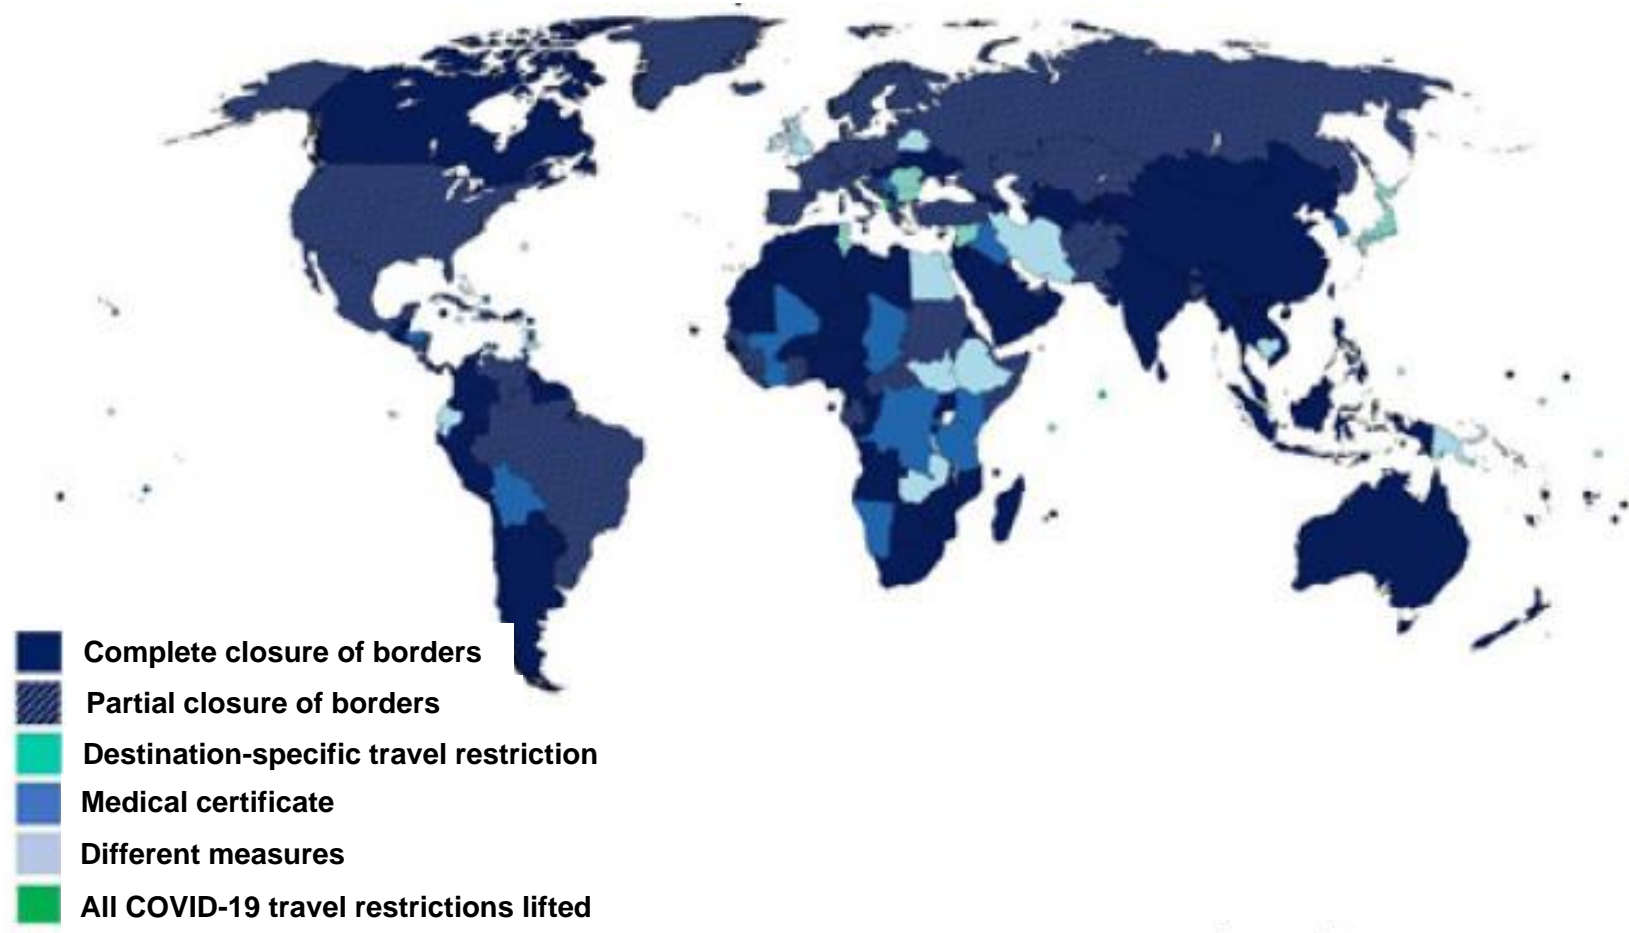 Complete closure of borders
Partial closure of borders
Destination-specific travel restriction
Medical certificate
Different measures
All COVID-19 travel restrictions lifted